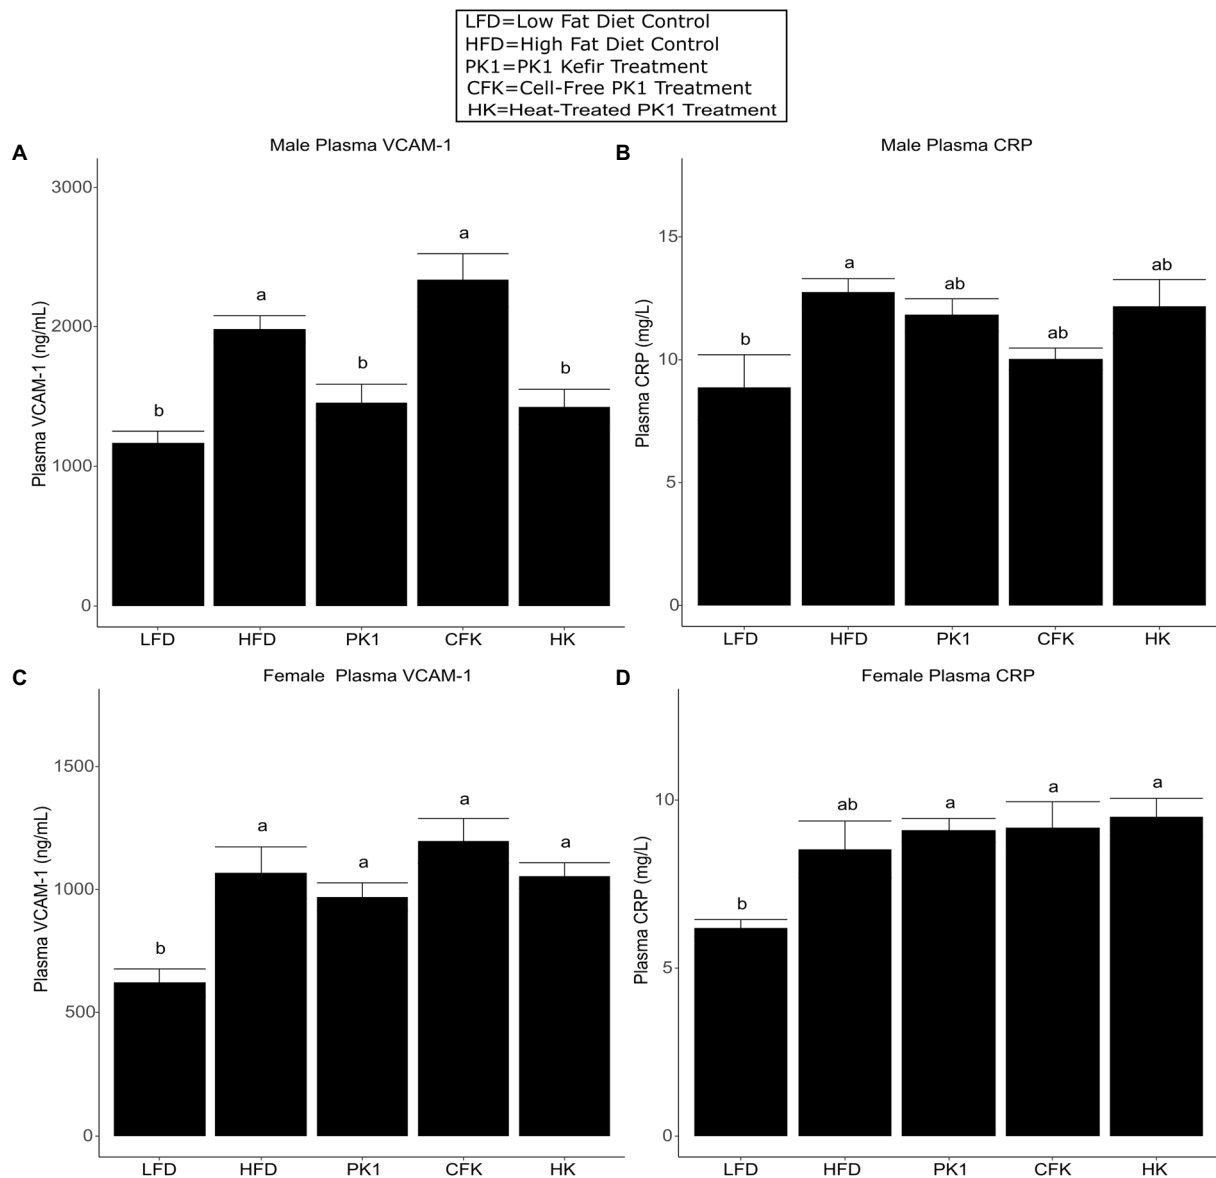 LFD=Low Fat Diet Control
HFD=High Fat Diet Control
PK1=PK1 Kefir Treatment
CFK=Cell-Free PK1 Treatment
HK=Heat-Treated PK1 Treatment
A
Male Plasma VCAM-1
Plasma VCAM-1 (ng/mL)
3000
2000
1000
0
b
a
b
a
b
LFD HFD PK1 CFK HK
B
Male Plasma CRP
Plasma CRP (mg/L)
15
10
5
0
b
a
ab
ab
ab
LFD HFD PK1 CFK HK
C
Female Plasma VCAM-1
Plasma VCAM-1 (ng/mL)
1500
1000
500
0
b
a
a
a
a
LFD HFD PK1 CFK HK
D
Female Plasma CRP
Plasma CRP (mg/L)
10
5
0
b
ab
a
a
a
LFD HFD PK1 CFK HK